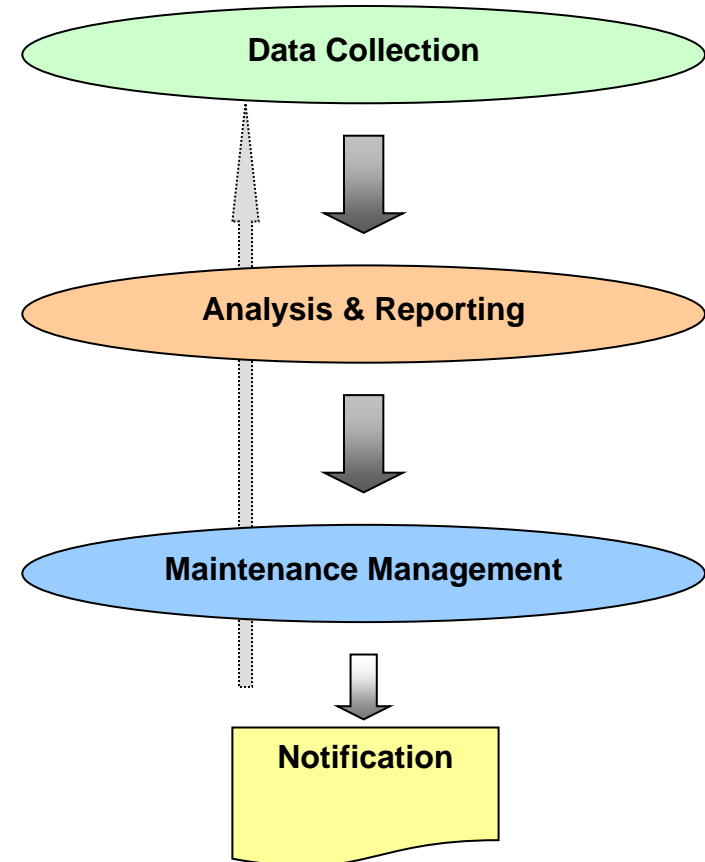 Data Collection
Analysis & Reporting
Maintenance Management
Notification